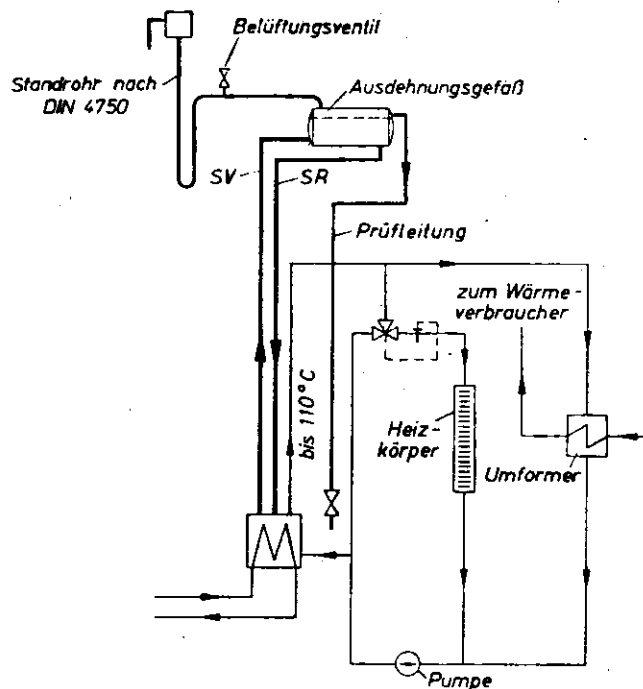 Belüftungsventil
Standrohr nach
DIN 4750
Ausdehnungsgefäß
SV
SR
Prüfleitung
zum Wärme-
verbraucher
bis 110°C
Heiz-
körper
Umformer
Pumpe